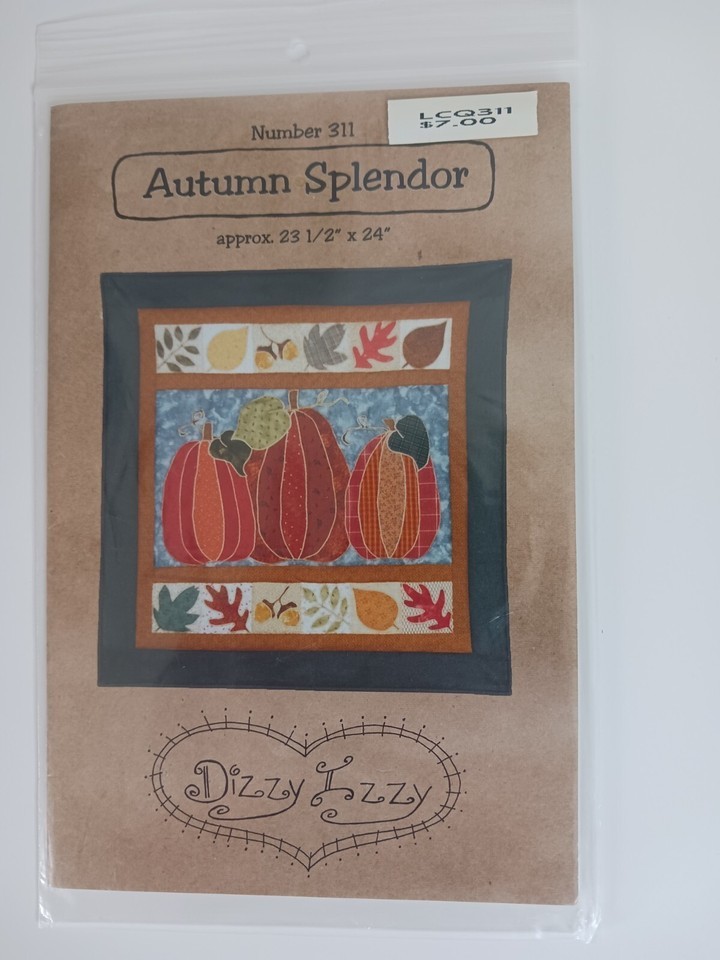 Number 311
LCQ311
$7.00
Autumn Splendor
approx. 23 1/2" x 24"
Dizzy Izzy